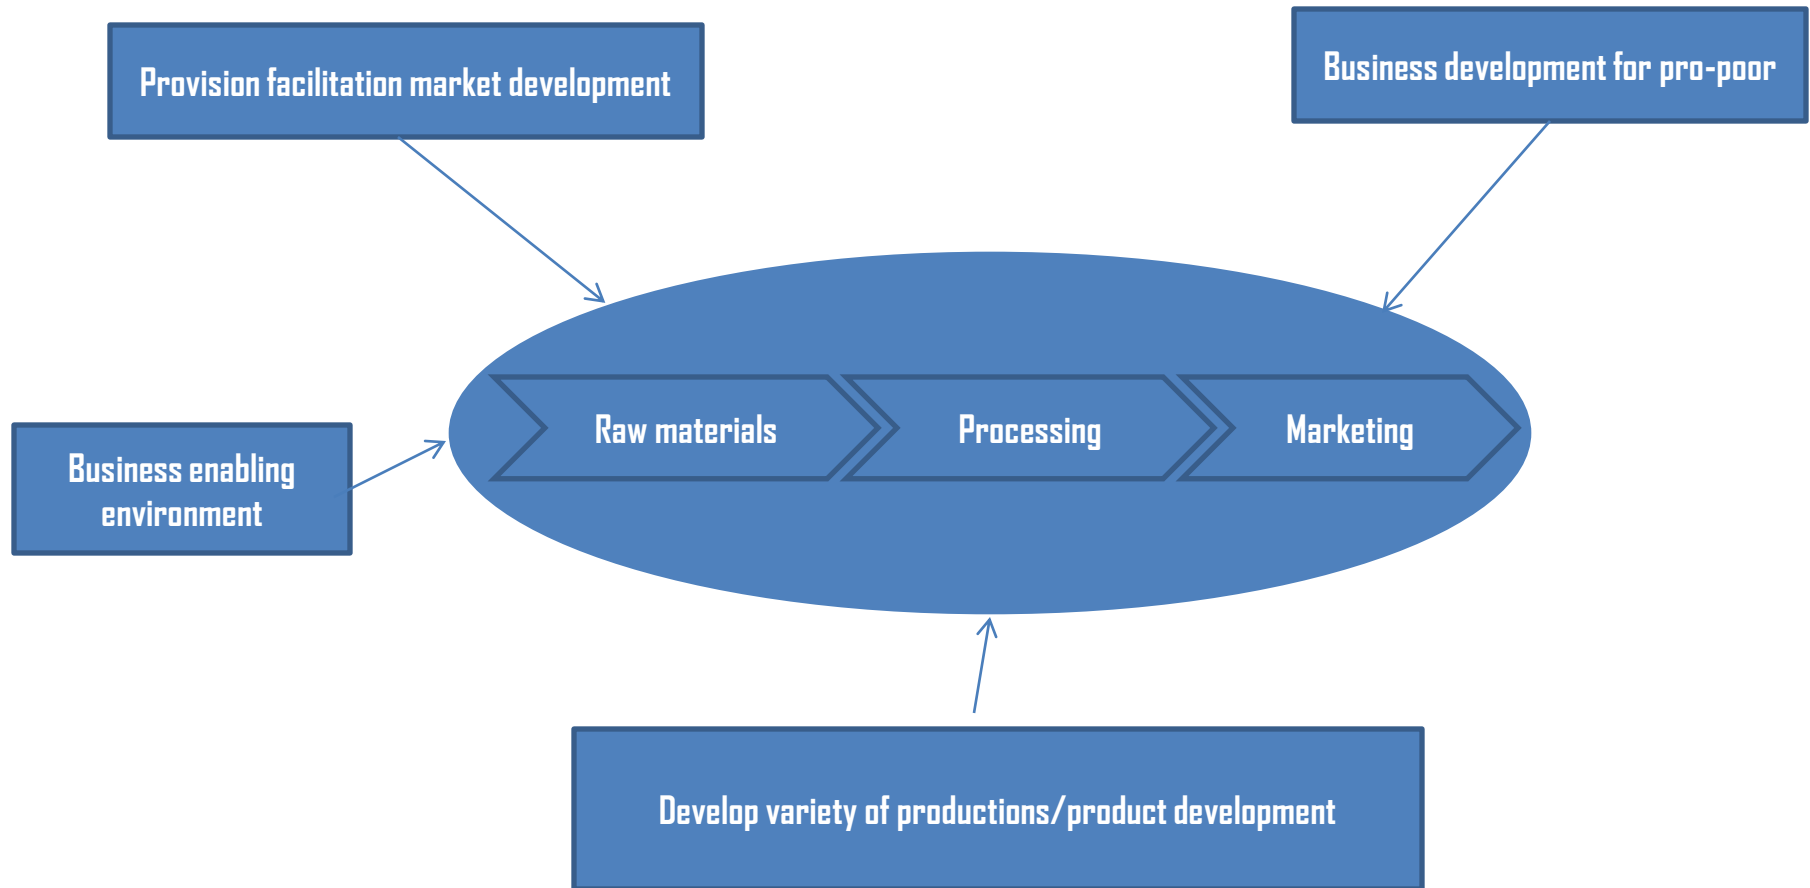 Provision facilitation market development
Business development for pro-poor
Raw materials
Processing
Marketing
Business enabling
environment
Develop variety of productions/product development